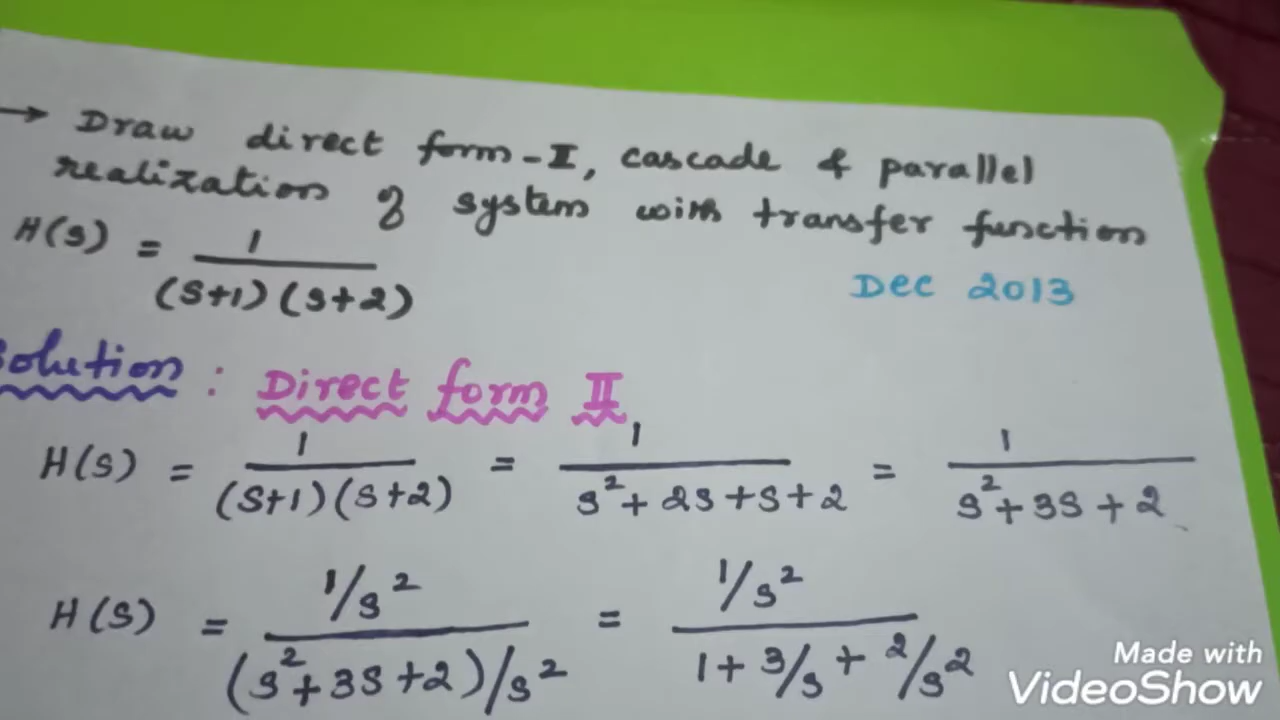 → Draw direct form-II, cascade & parallel
realization of system with transfer function
H(s) = 1/(s+1)(s+2)
Dec 2013
Solution : Direct form II
H(s) = 1/(s+1)(s+2) = 1/s²+2s+s+2 = 1/s²+3s+2
H(s) = 1/s²/(s²+3s+2)/s² = 1/s²/1+3/s+2/s²
Made with
VideoShow